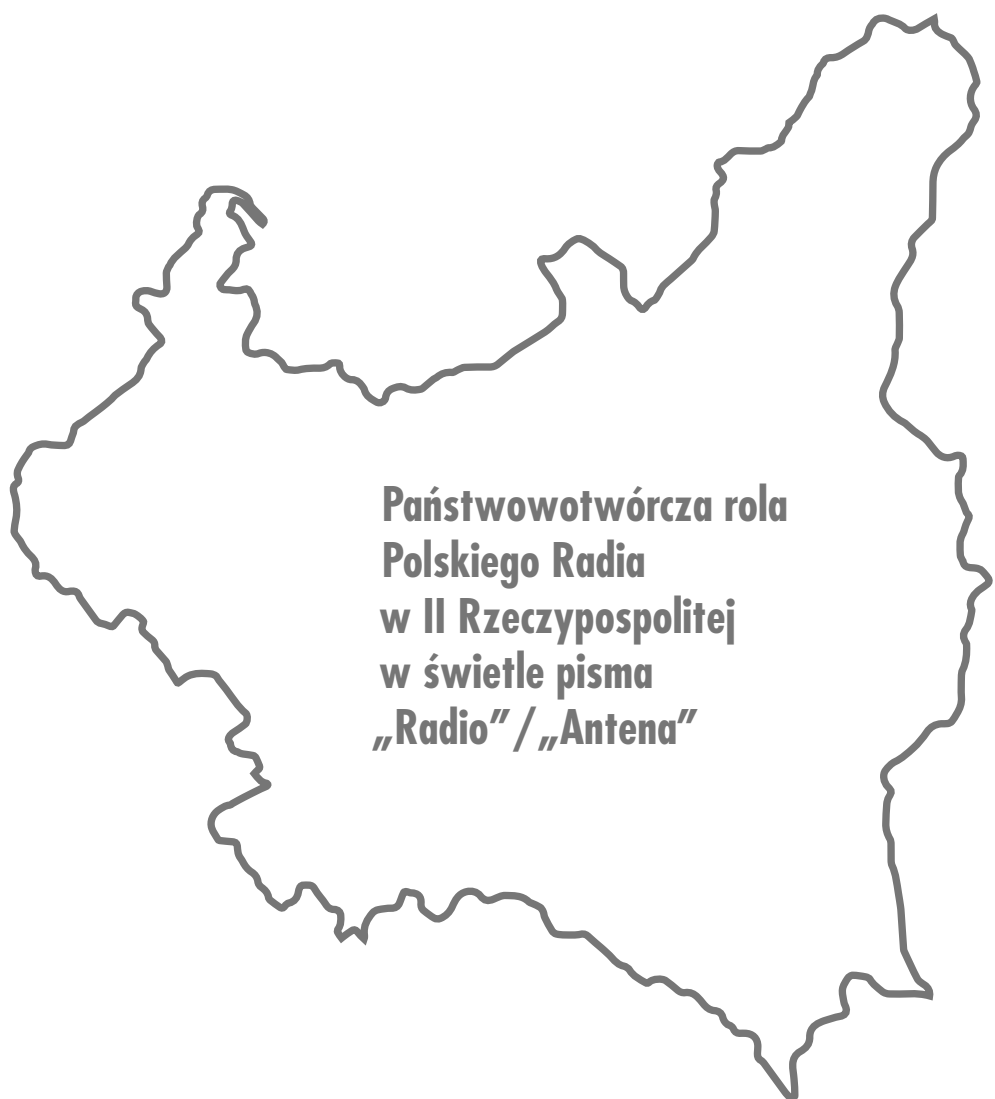 Państwowotwórcza rola
Polskiego Radia
w II Rzeczypospolitej
w świetle pisma
„Radio”/„Antena”